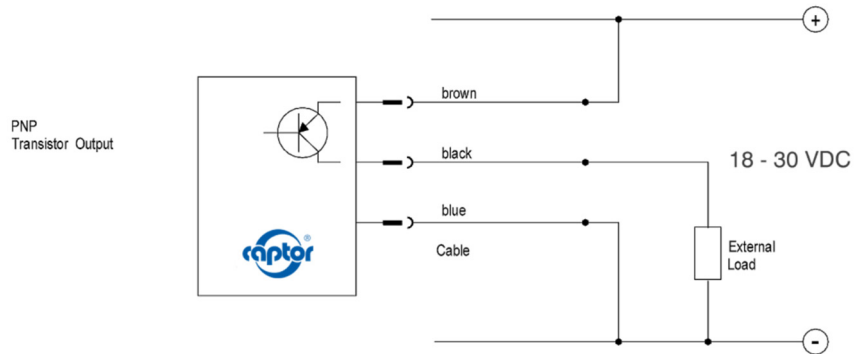 +
brown
PNP
Transistor Output
black
18 - 30 VDC
blue
captor®
Cable
External
Load
-